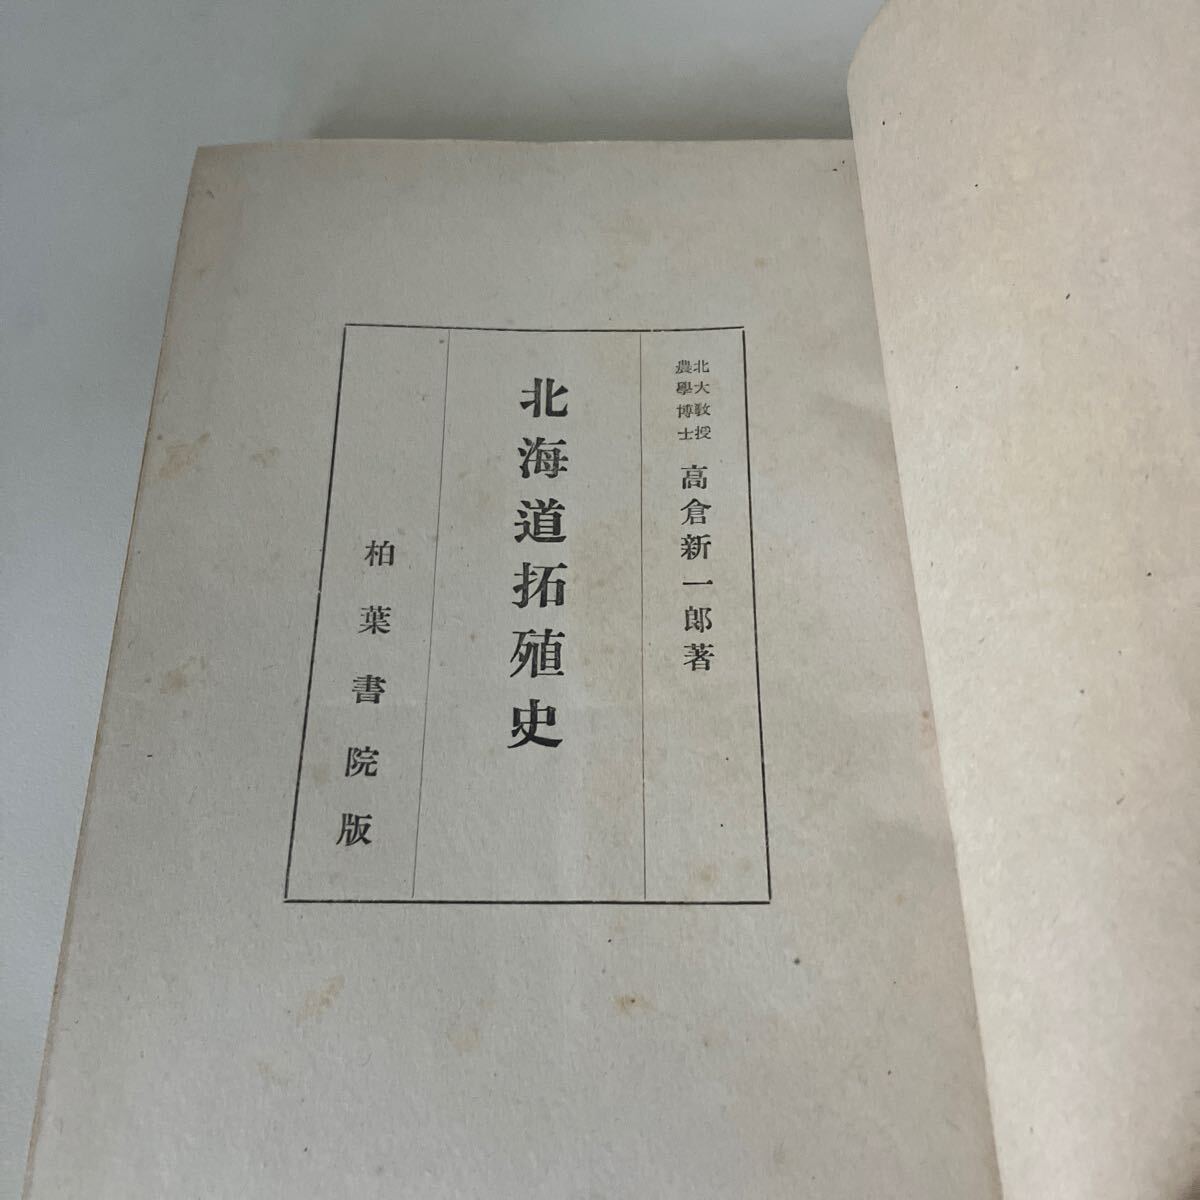 北大教授
農學博士
高倉新一郎著
北海道拓殖史
柏葉書院版